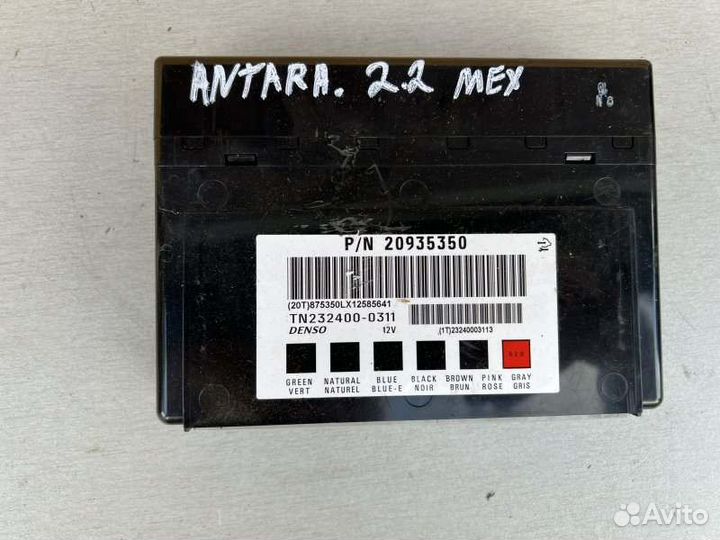 ANTARA. 2.2 MEX
P/N 20935350
(20T)875350LX12585641
TN232400-0311
DENSO 12V
(1T)23240003113
GREEN NATURAL BLUE BLACK BROWN PINK GRAY
VERT NATUREL BLUE-E NOIR BRUN ROSE GRIS
Avito